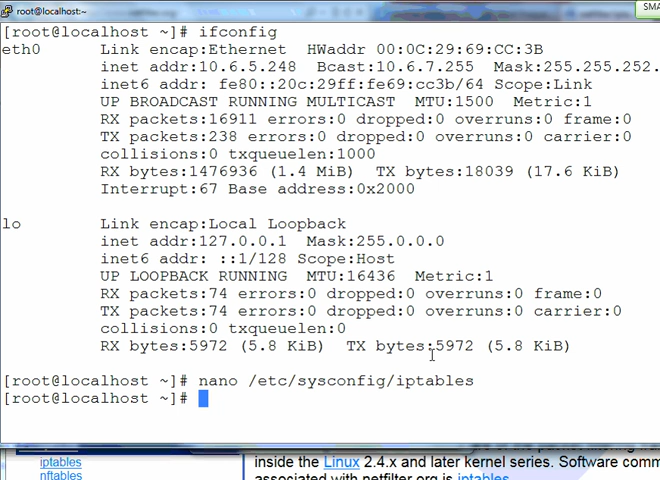 root@localhost:~
SMA
[root@localhost ~]# ifconfig
eth0      Link encap:Ethernet  HWaddr 00:0C:29:69:CC:3B
          inet addr:10.6.5.248  Bcast:10.6.7.255  Mask:255.255.252.
          inet6 addr: fe80::20c:29ff:fe69:cc3b/64 Scope:Link
          UP BROADCAST RUNNING MULTICAST  MTU:1500  Metric:1
          RX packets:16911 errors:0 dropped:0 overruns:0 frame:0
          TX packets:238 errors:0 dropped:0 overruns:0 carrier:0
          collisions:0 txqueuelen:1000
          RX bytes:1476936 (1.4 MiB)  TX bytes:18039 (17.6 KiB)
          Interrupt:67 Base address:0x2000
lo        Link encap:Local Loopback
          inet addr:127.0.0.1  Mask:255.0.0.0
          inet6 addr: ::1/128 Scope:Host
          UP LOOPBACK RUNNING  MTU:16436  Metric:1
          RX packets:74 errors:0 dropped:0 overruns:0 frame:0
          TX packets:74 errors:0 dropped:0 overruns:0 carrier:0
          collisions:0 txqueuelen:0
          RX bytes:5972 (5.8 KiB)  TX bytes:5972 (5.8 KiB)
[root@localhost ~]# nano /etc/sysconfig/iptables
[root@localhost ~]#
iptables
nftables
inside the Linux 2.4.x and later kernel series. Software comm
associated with netfilter.org is iptables.